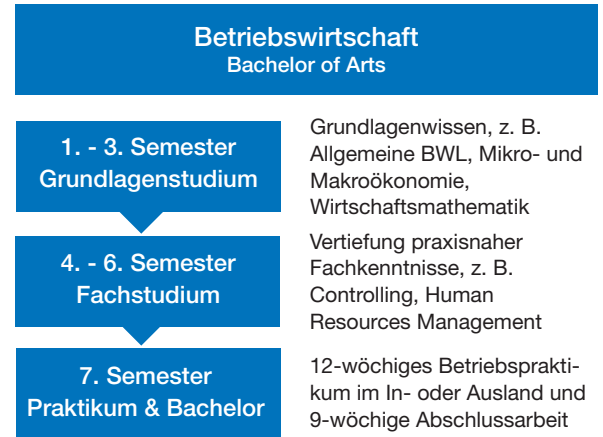 Betriebswirtschaft
Bachelor of Arts
1. - 3. Semester
Grundlagenstudium
Grundlagenwissen, z. B.
Allgemeine BWL, Mikro- und
Makroökonomie,
Wirtschaftsmathematik
4. - 6. Semester
Fachstudium
Vertiefung praxisnaher
Fachkenntnisse, z. B.
Controlling, Human
Resources Management
7. Semester
Praktikum & Bachelor
12-wöchiges Betriebsprakti-
kum im In- oder Ausland und
9-wöchige Abschlussarbeit